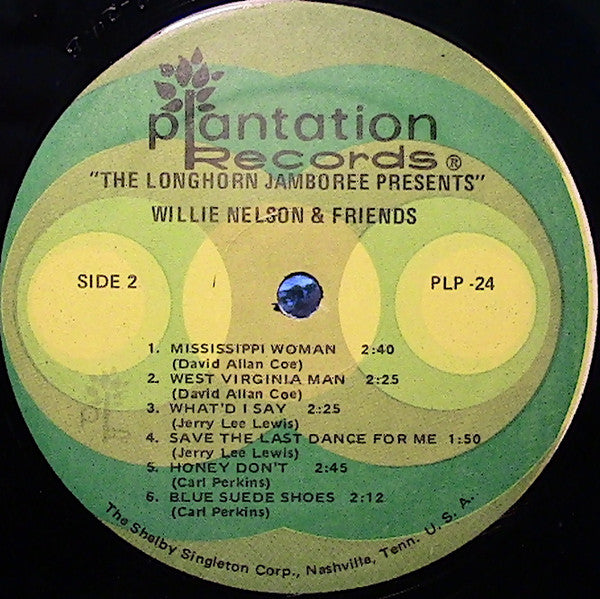 plantation
Records®
"THE LONGHORN JAMBOREE PRESENTS"
WILLIE NELSON & FRIENDS
SIDE 2
PLP -24
1. MISSISSIPPI WOMAN 2:40
(David Allan Coe)
2. WEST VIRGINIA MAN 2:25
(David Allan Coe)
3. WHAT'D I SAY 2:25
(Jerry Lee Lewis)
4. SAVE THE LAST DANCE FOR ME 1:50
(Jerry Lee Lewis)
5. HONEY DON'T 2:45
(Carl Perkins)
6. BLUE SUEDE SHOES 2:12
(Carl Perkins)
The Shelby Singleton Corp., Nashville, Tenn. U. S. A.